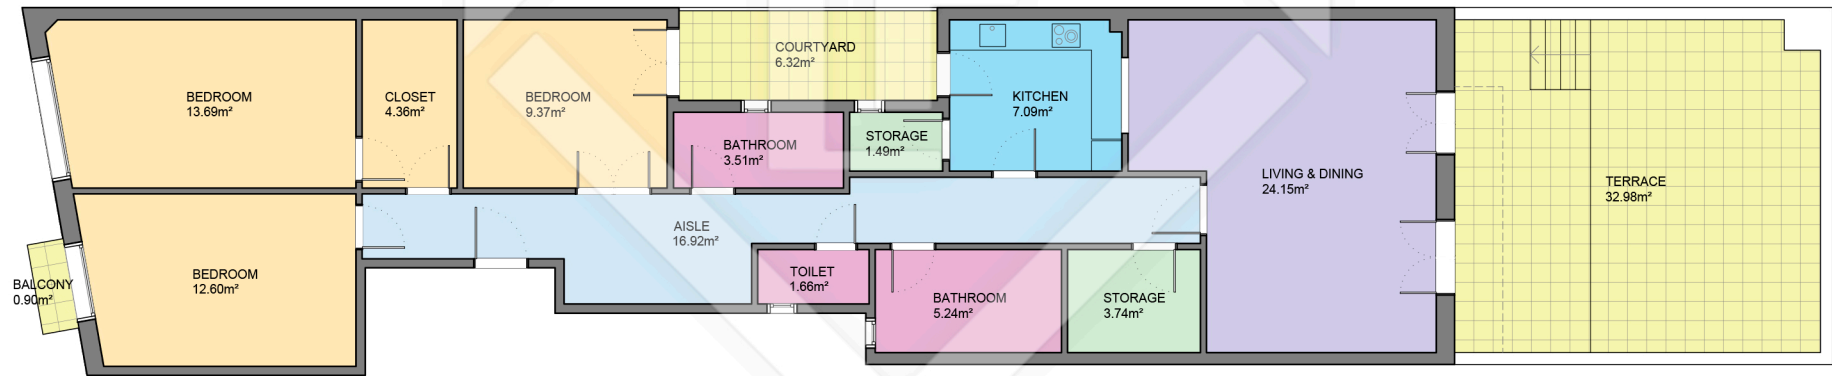 BEDROOM
13.69m²
CLOSET
4.36m²
BEDROOM
9.37m²
COURTYARD
6.32m²
KITCHEN
7.09m²
BATHROOM
3.51m²
STORAGE
1.49m²
LIVING & DINING
24.15m²
TERRACE
32.98m²
AISLE
16.92m²
BALCONY
0.90m²
BEDROOM
12.60m²
TOILET
1.66m²
BATHROOM
5.24m²
STORAGE
3.74m²